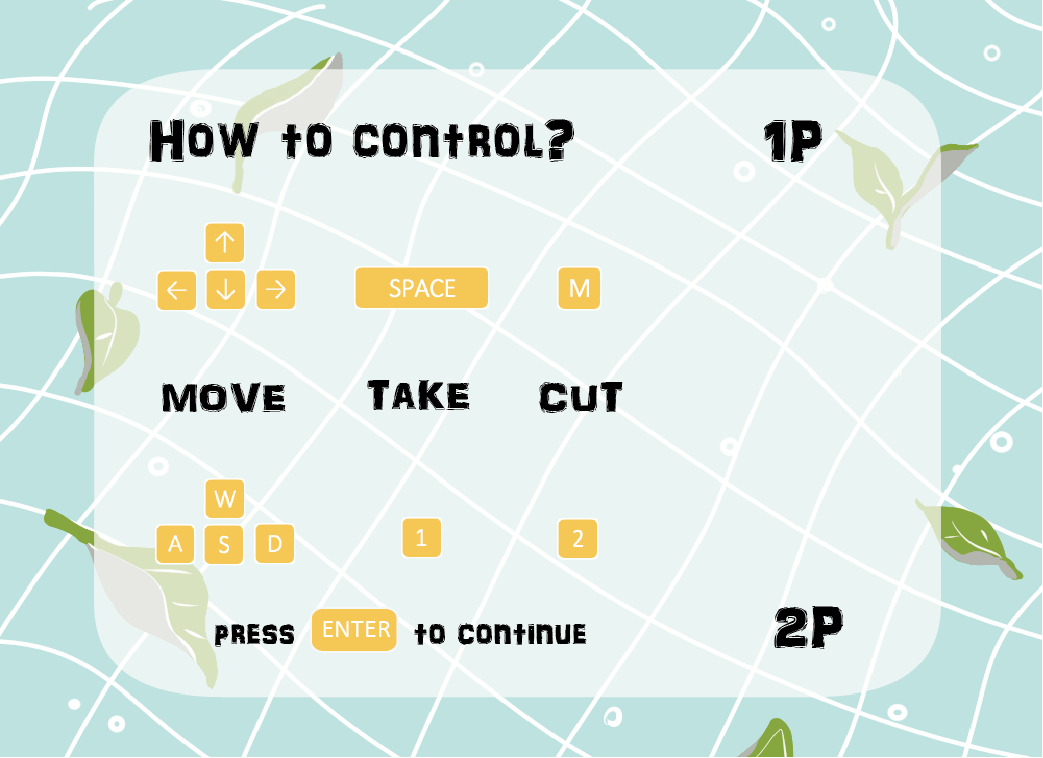 How to control? 1P
↑
← ↓ → SPACE M
MOVE TAKE CUT
W
A S D 1 2
PRESS ENTER to continue 2P